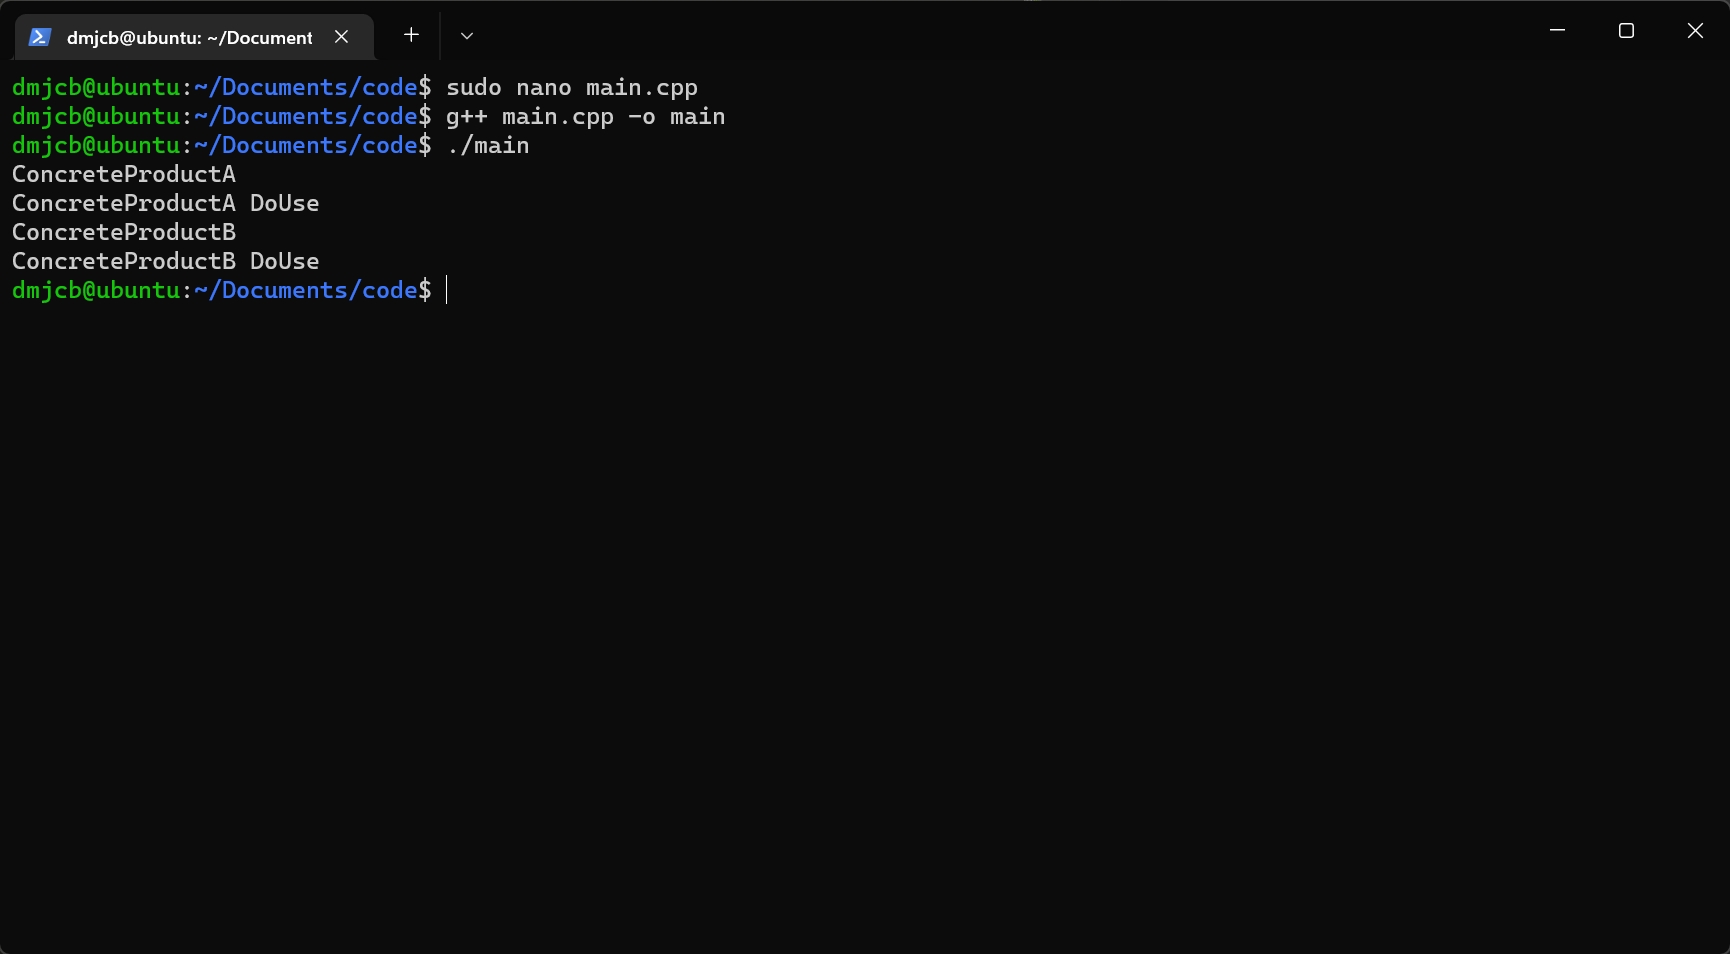 dmjcb@ubuntu: ~/Document
dmjcb@ubuntu:~/Documents/code$ sudo nano main.cpp
dmjcb@ubuntu:~/Documents/code$ g++ main.cpp -o main
dmjcb@ubuntu:~/Documents/code$ ./main
ConcreteProductA
ConcreteProductA DoUse
ConcreteProductB
ConcreteProductB DoUse
dmjcb@ubuntu:~/Documents/code$